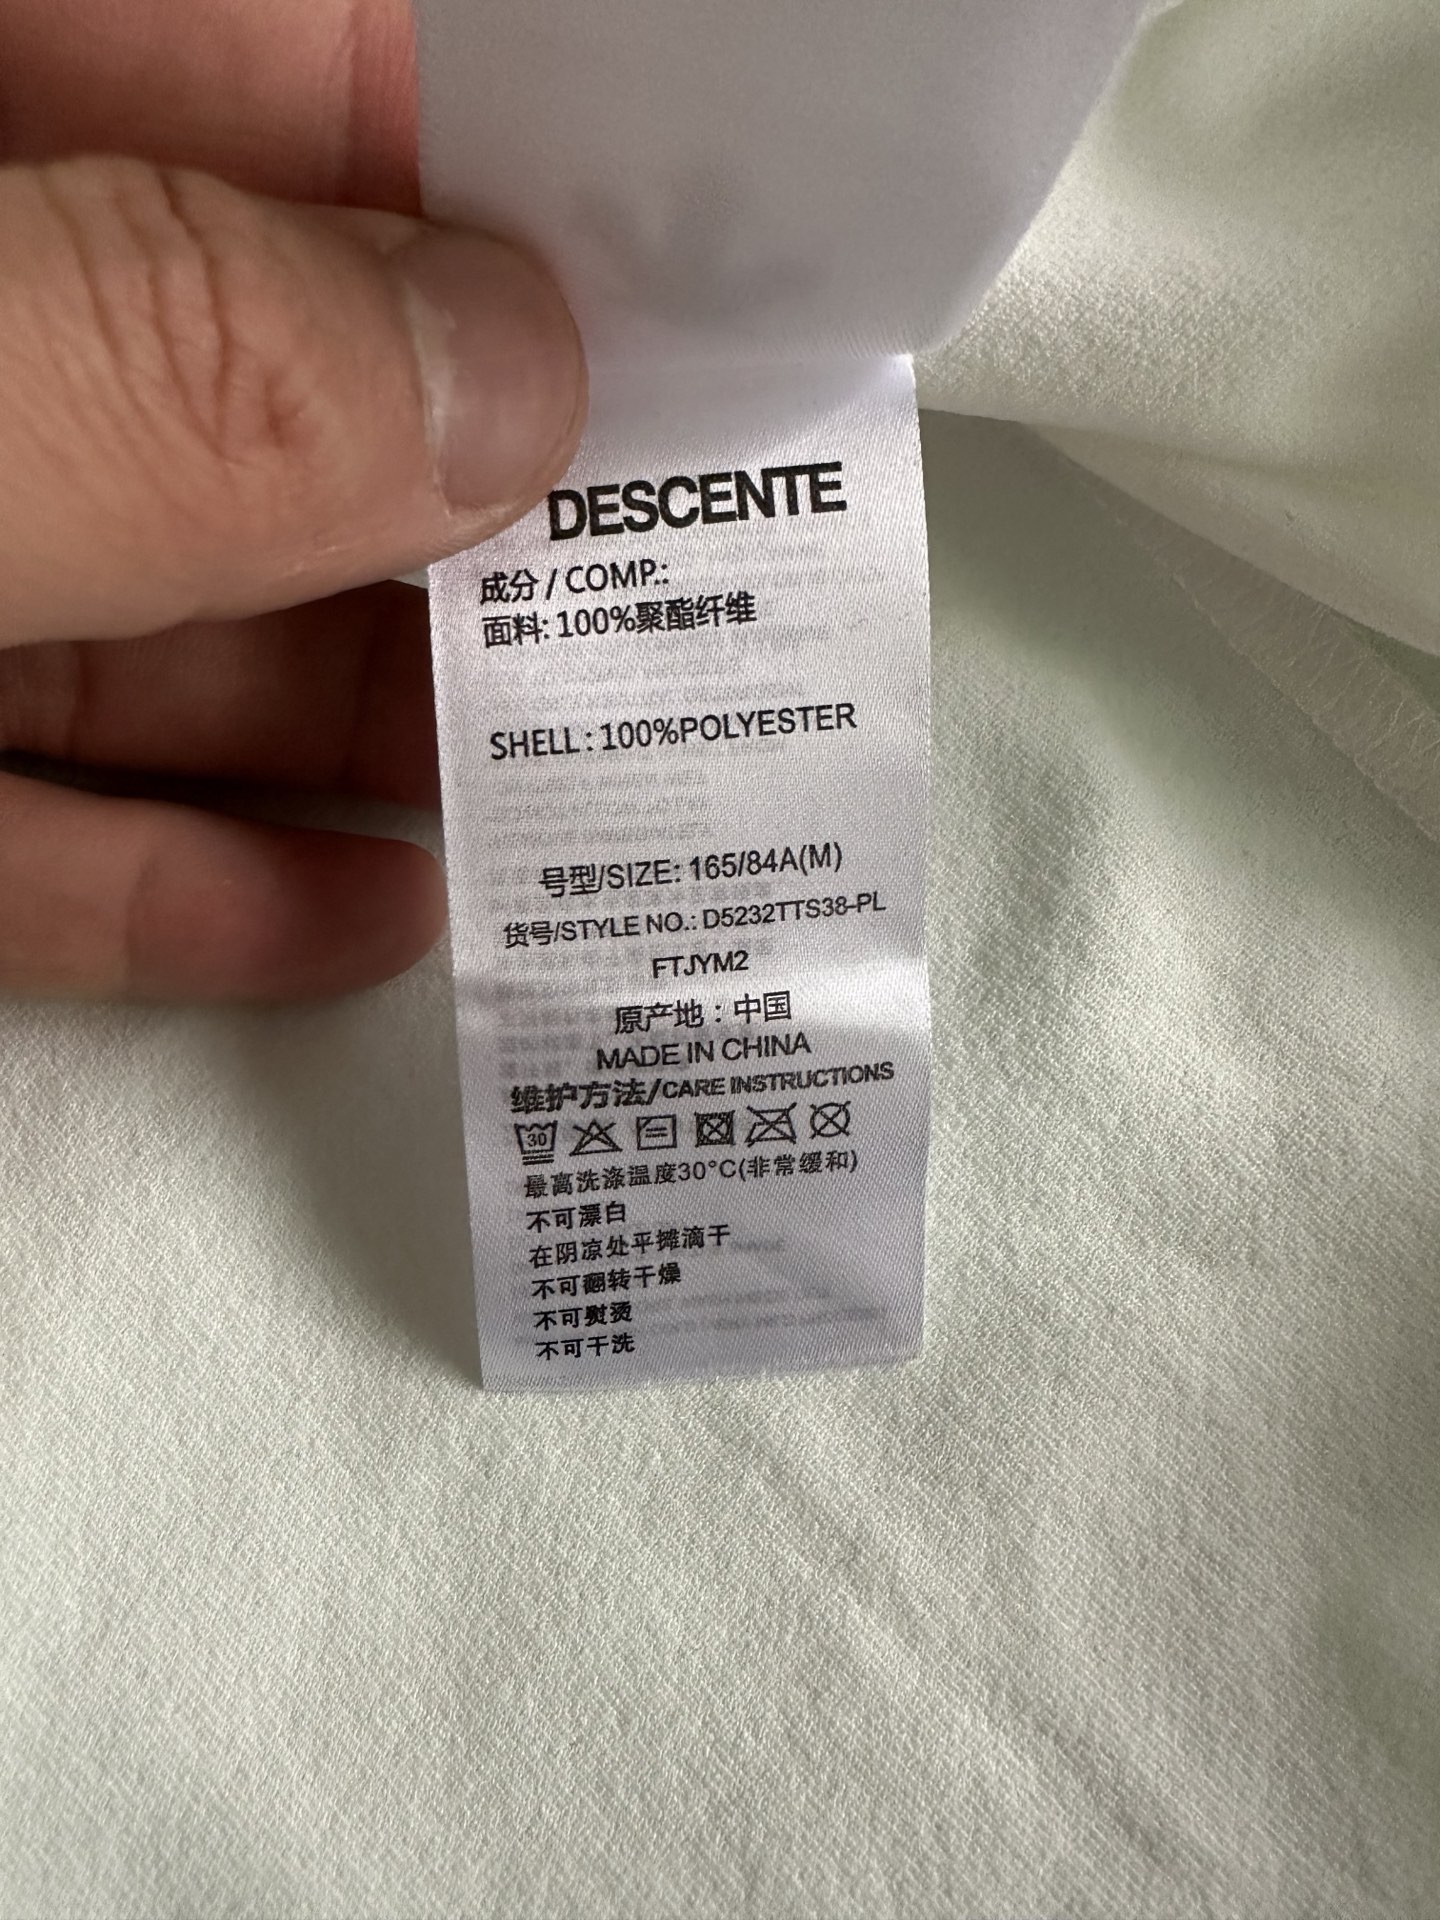 DESCENTE
成分 / COMP.:
面料: 100%聚酯纤维
SHELL : 100%POLYESTER
号型/SIZE: 165/84A(M)
货号/STYLE NO.: D5232TTS38-PL
FTJYM2
原产地：中国
MADE IN CHINA
维护方法/CARE INSTRUCTIONS
30
最高洗涤温度30°C(非常缓和)
不可漂白
在阴凉处平摊滴干
不可翻转干燥
不可熨烫
不可干洗